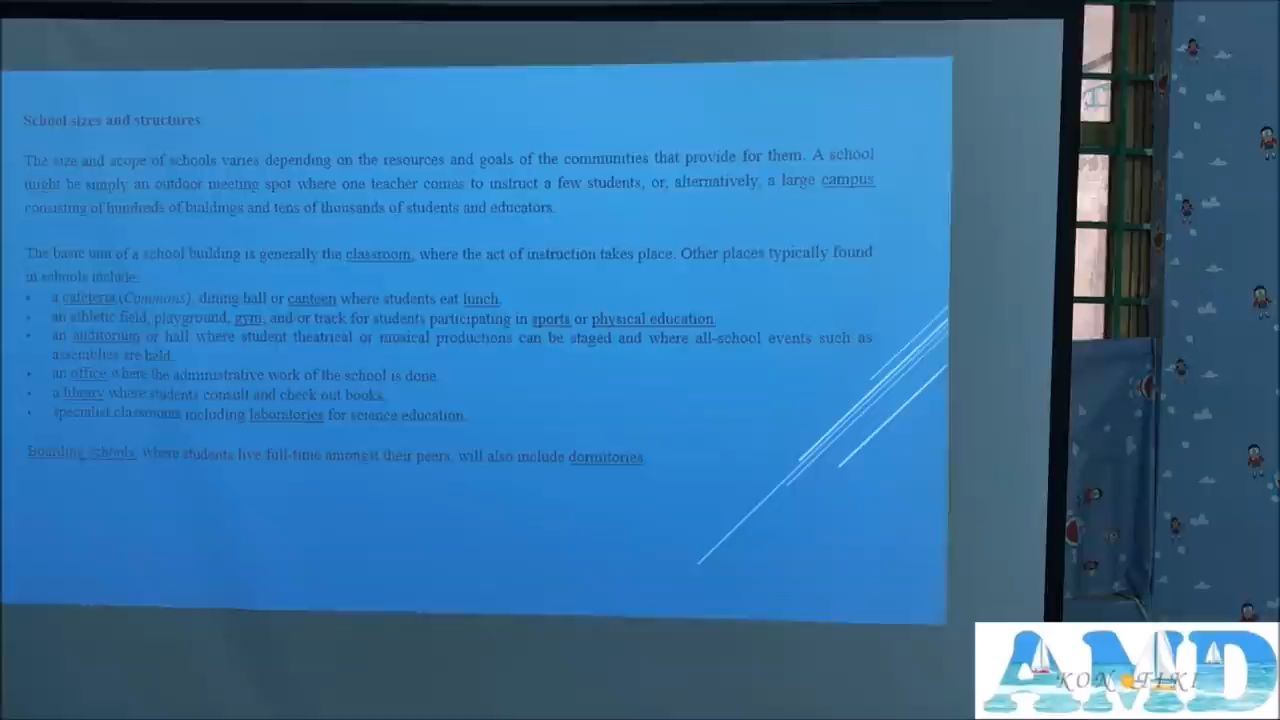 School sizes and structures
The size and scope of schools varies depending on the resources and goals of the communities that provide for them. A school
might be simply an outdoor meeting spot where one teacher comes to instruct a few students, or, alternatively, a large campus
consisting of hundreds of buildings and tens of thousands of students and educators.
The basic unit of a school building is generally the classroom, where the act of instruction takes place. Other places typically found
in schools include:
• a cafeteria (Commons), dining hall or canteen where students eat lunch.
• an athletic field, playground, gym, and or track for students participating in sports or physical education.
• an auditorium or hall where student theatrical or musical productions can be staged and where all-school events such as
assemblies are held.
• an office where the administrative work of the school is done.
• a library where students consult and check out books.
• specialist classrooms including laboratories for science education.
Boarding schools, where students live full-time amongst their peers, will also include dormitories.
AMD
KON TIKI